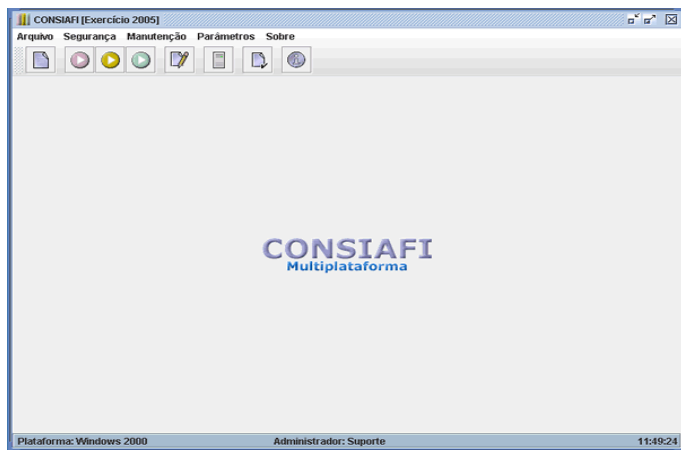 CONSIAFI [Exercício 2005]
Arquivo Segurança Manutenção Parâmetros Sobre
CONSIAFI
Multiplataforma
Plataforma: Windows 2000 Administrador: Suporte 11:49:24